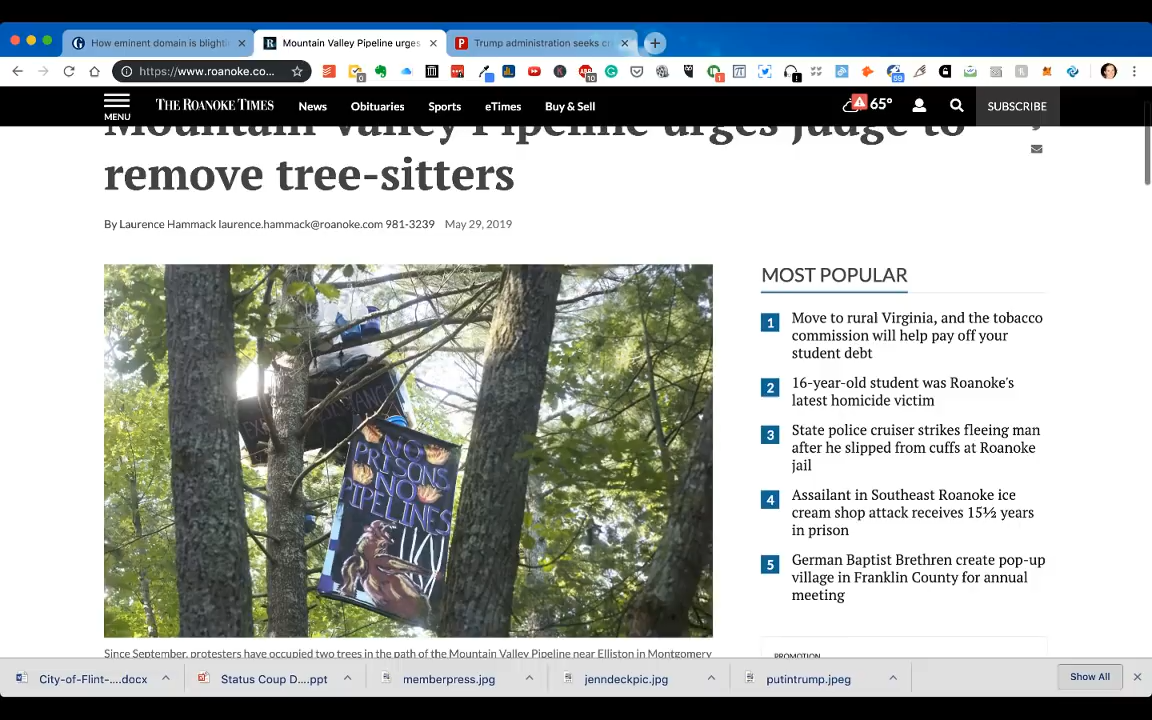 How eminent domain is blighti
Mountain Valley Pipeline urges
Trump administration seeks c
https://www.roanoke.co...
MENU
THE ROANOKE TIMES
News
Obituaries
Sports
eTimes
Buy & Sell
65°
SUBSCRIBE
Mountain Valley Pipeline urges judge to
remove tree-sitters
By Laurence Hammack laurence.hammack@roanoke.com 981-3239 May 29, 2019
NO
PRISONS
NO
PIPELINES
Since September, protesters have occupied two trees in the path of the Mountain Valley Pipeline near Elliston in Montgomery
MOST POPULAR
1 Move to rural Virginia, and the tobacco
commission will help pay off your
student debt
2 16-year-old student was Roanoke's
latest homicide victim
3 State police cruiser strikes fleeing man
after he slipped from cuffs at Roanoke
jail
4 Assailant in Southeast Roanoke ice
cream shop attack receives 15½ years
in prison
5 German Baptist Brethren create pop-up
village in Franklin County for annual
meeting
PROMOTION
City-of-Flint-....docx
Status Coup D....ppt
memberpress.jpg
jenndeckpic.jpg
putintrump.jpeg
Show All